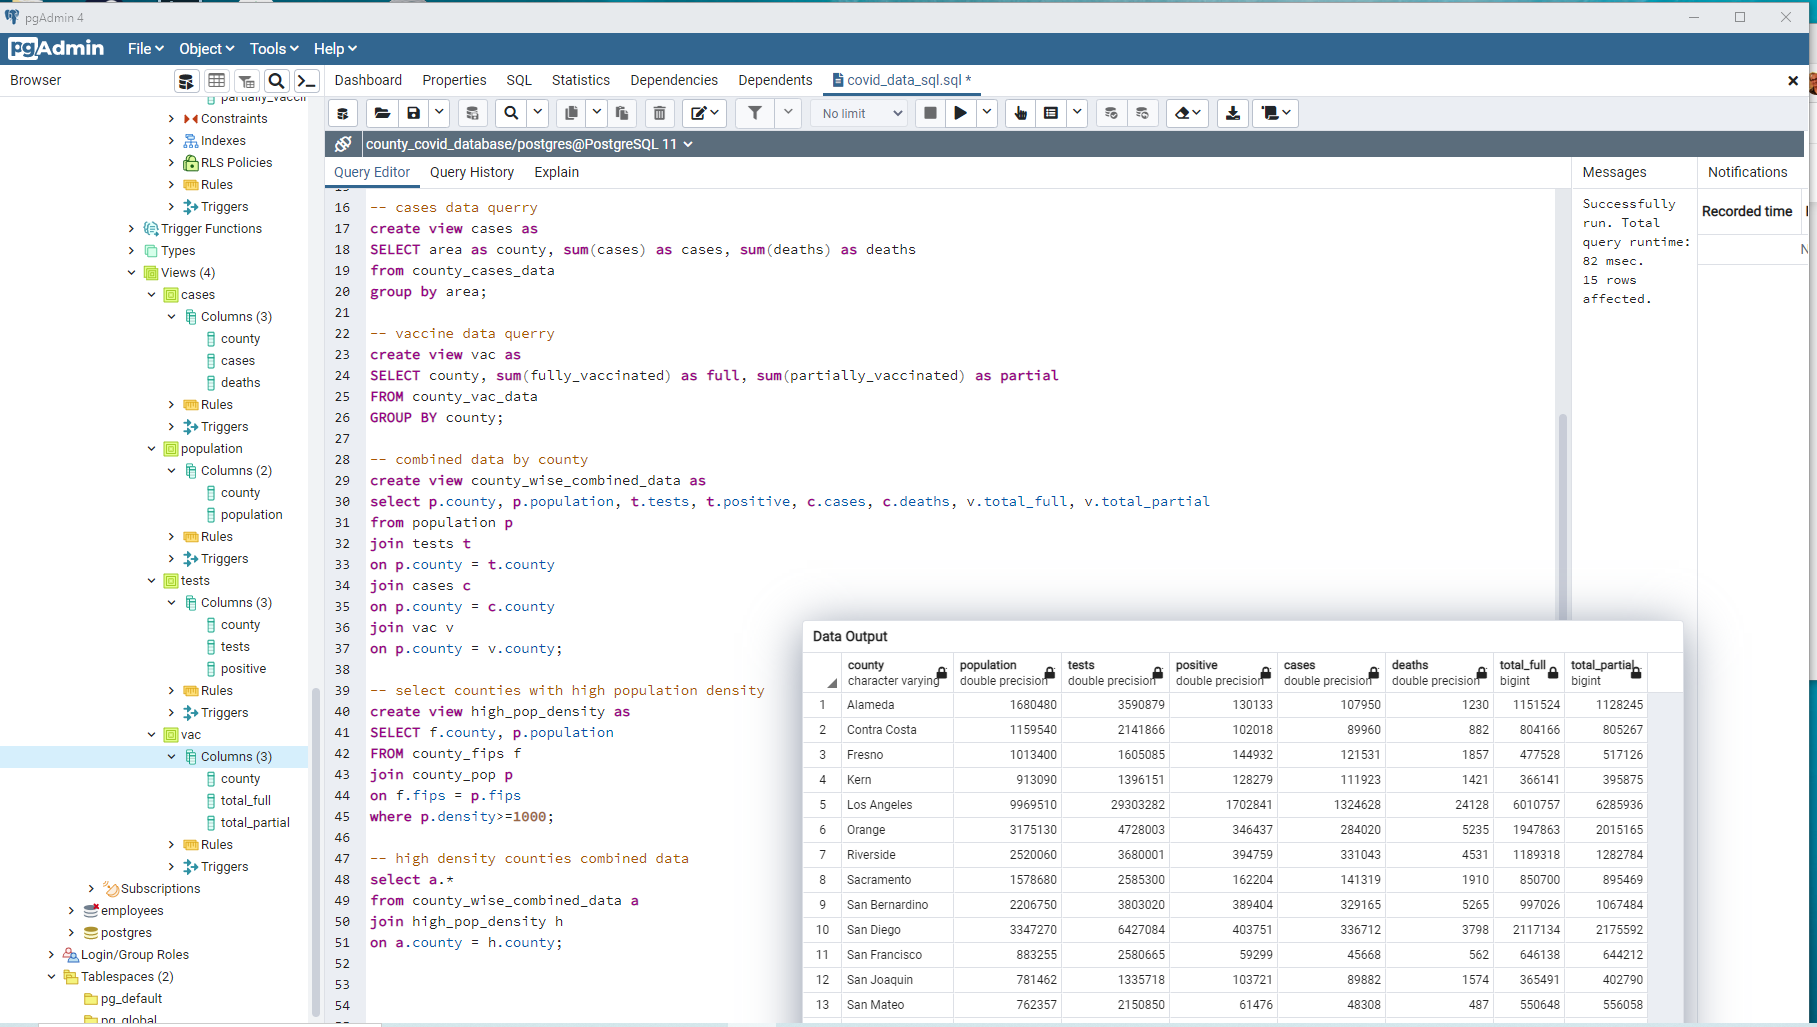 pgAdmin 4
pgAdmin File Object Tools Help
Browser
Dashboard Properties SQL Statistics Dependencies Dependents covid_data_sql.sql *
No limit
county_covid_database/postgres@PostgreSQL 11
Query Editor Query History Explain
Messages Notifications
partially_vacci
Constraints
Indexes
RLS Policies
Rules
Triggers
Trigger Functions
Types
Views (4)
cases
Columns (3)
county
cases
deaths
Rules
Triggers
population
Columns (2)
county
population
Rules
Triggers
tests
Columns (3)
county
tests
positive
Rules
Triggers
vac
Columns (3)
county
total_full
total_partial
Rules
Triggers
Subscriptions
employees
postgres
Login/Group Roles
Tablespaces (2)
pg_default
pg_global
16 -- cases data querry
17 create view cases as
18 SELECT area as county, sum(cases) as cases, sum(deaths) as deaths
19 from county_cases_data
20 group by area;
21
22 -- vaccine data querry
23 create view vac as
24 SELECT county, sum(fully_vaccinated) as full, sum(partially_vaccinated) as partial
25 FROM county_vac_data
26 GROUP BY county;
27
28 -- combined data by county
29 create view county_wise_combined_data as
30 select p.county, p.population, t.tests, t.positive, c.cases, c.deaths, v.total_full, v.total_partial
31 from population p
32 join tests t
33 on p.county = t.county
34 join cases c
35 on p.county = c.county
36 join vac v
37 on p.county = v.county;
38
39 -- select counties with high population density
40 create view high_pop_density as
41 SELECT f.county, p.population
42 FROM county_fips f
43 join county_pop p
44 on f.fips = p.fips
45 where p.density>=1000;
46
47 -- high density counties combined data
48 select a.*
49 from county_wise_combined_data a
50 join high_pop_density h
51 on a.county = h.county;
52
53
54
Successfully
run. Total
query runtime:
82 msec.
15 rows
affected.
Recorded time
N
Data Output
county population tests positive cases deaths total_full total_partial
character varying double precision double precision double precision double precision double precision bigint bigint
1 Alameda 1680480 3590879 130133 107950 1230 1151524 1128245
2 Contra Costa 1159540 2141866 102018 89960 882 804166 805267
3 Fresno 1013400 1605085 144932 121531 1857 477528 517126
4 Kern 913090 1396151 128279 111923 1421 366141 395875
5 Los Angeles 9969510 29303282 1702841 1324628 24128 6010757 6285936
6 Orange 3175130 4728003 346437 284020 5235 1947863 2015165
7 Riverside 2520060 3680001 394759 331043 4531 1189318 1282784
8 Sacramento 1578680 2585300 162204 141319 1910 850700 895469
9 San Bernardino 2206750 3803020 389404 329165 5265 997026 1067484
10 San Diego 3347270 6427084 403751 336712 3798 2117134 2175592
11 San Francisco 883255 2580665 59299 45668 562 646138 644212
12 San Joaquin 781462 1335718 103721 89882 1574 365491 402790
13 San Mateo 762357 2150850 61476 48308 487 550648 556058